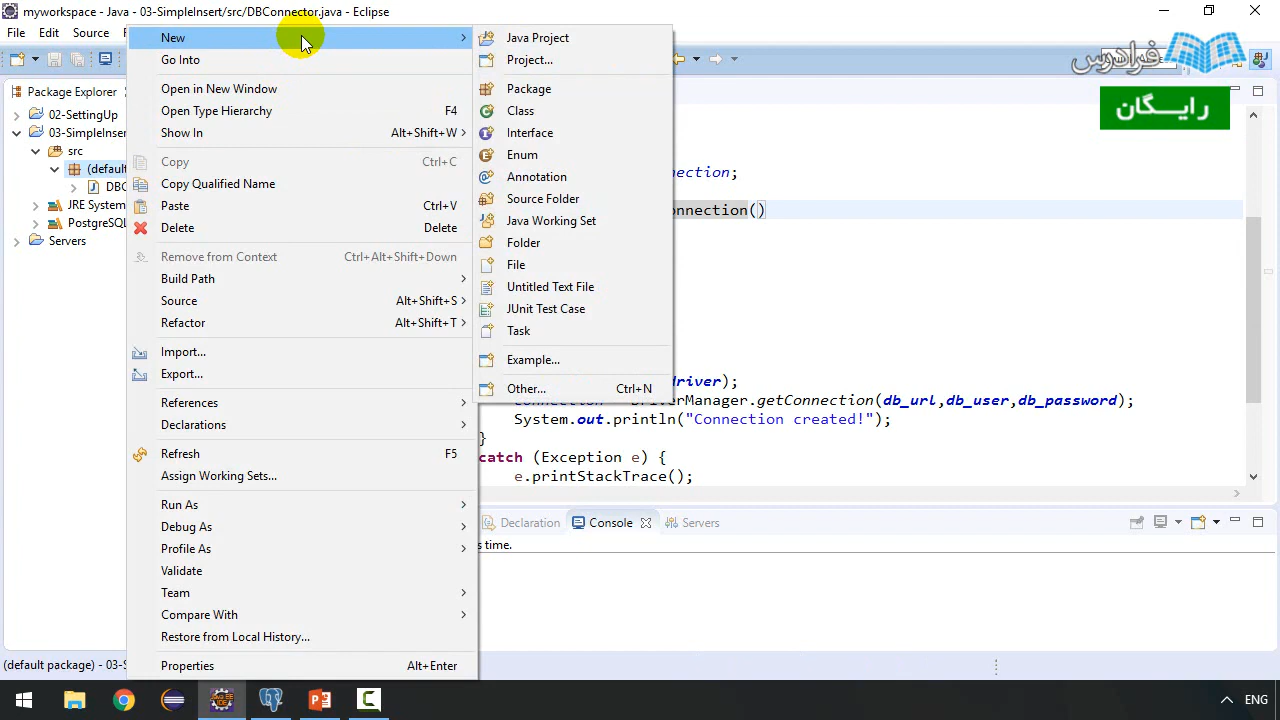 myworkspace - Java - 03-SimpleInsert/src/DBConnector.java - Eclipse
File Edit Source
فرادرس
رایگان
Package Explorer
02-SettingUp
03-SimpleInser
src
(default
DBC
JRE System
PostgreSQL
Servers
New
Go Into
Open in New Window
Open Type Hierarchy F4
Show In Alt+Shift+W
Copy Ctrl+C
Copy Qualified Name
Paste Ctrl+V
Delete Delete
Remove from Context Ctrl+Alt+Shift+Down
Build Path
Source Alt+Shift+S
Refactor Alt+Shift+T
Import...
Export...
References
Declarations
Refresh F5
Assign Working Sets...
Run As
Debug As
Profile As
Validate
Team
Compare With
Restore from Local History...
Properties Alt+Enter
Java Project
Project...
Package
Class
Interface
Enum
Annotation
Source Folder
Java Working Set
Folder
File
Untitled Text File
JUnit Test Case
Task
Example...
Other... Ctrl+N
nection;
onnection()
driver);
DriverManager.getConnection(db_url,db_user,db_password);
System.out.println("Connection created!");
}
catch (Exception e) {
e.printStackTrace();
Declaration Console Servers
s time.
(default package) - 03-S
ENG